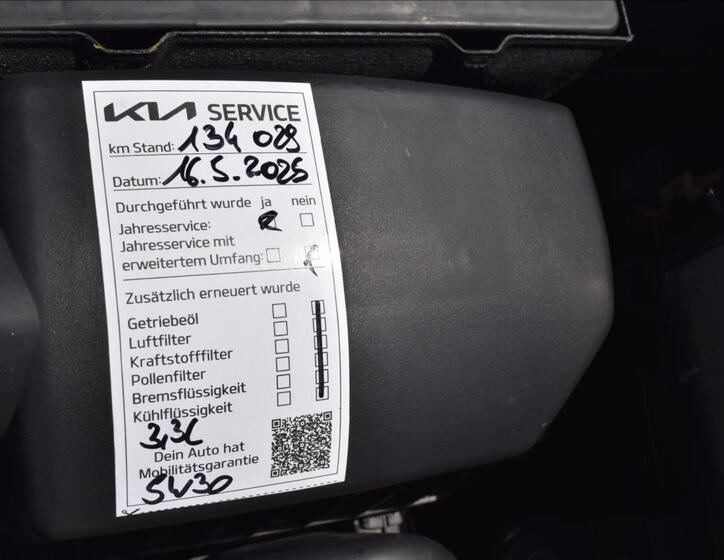 KIA SERVICE
km Stand: 134 029
Datum: 16.5.2025
Durchgeführt wurde ja nein
Jahresservice:
Jahresservice mit
erweitertem Umfang:
Zusätzlich erneuert wurde
Getriebeöl
Luftfilter
Kraftstofffilter
Pollenfilter
Bremsflüssigkeit
Kühlflüssigkeit
3,3L
Dein Auto hat
Mobilitätsgarantie
5W30